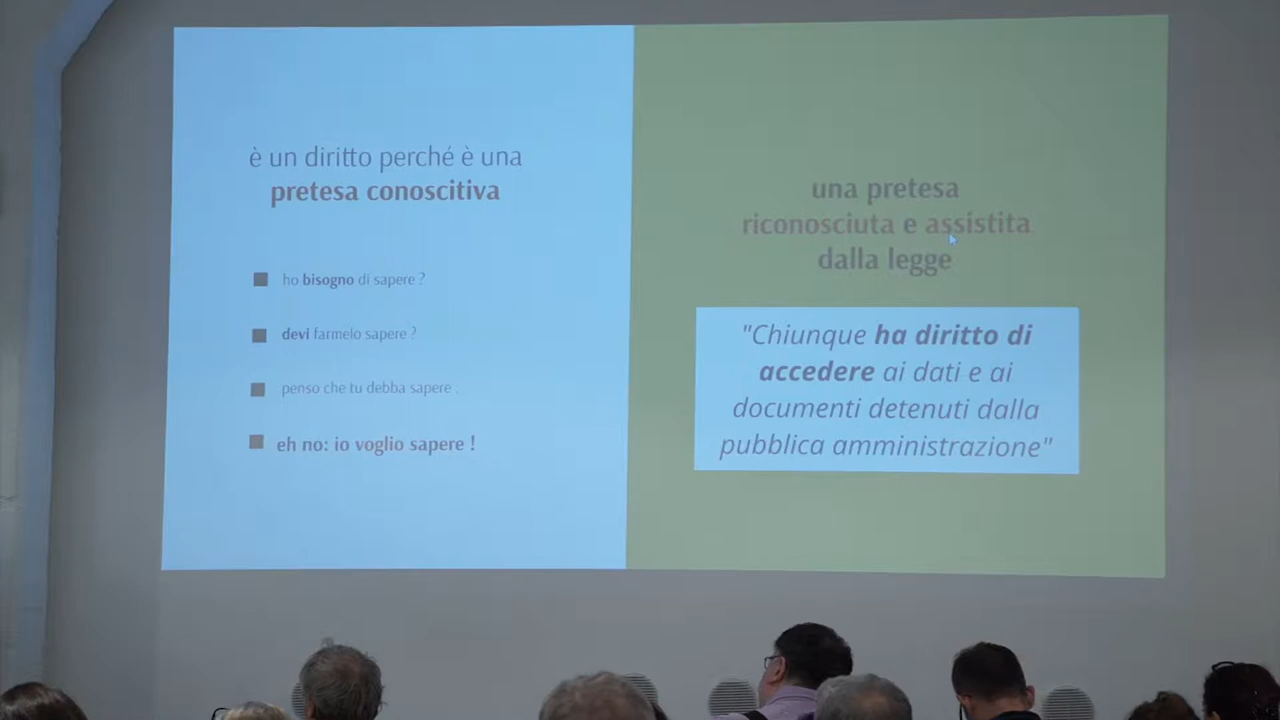 è un diritto perché è una
pretesa conoscitiva
ho bisogno di sapere ?
devi farmelo sapere ?
penso che tu debba sapere .
eh no: io voglio sapere !
una pretesa
riconosciuta e assistita
dalla legge
"Chiunque ha diritto di
accedere ai dati e ai
documenti detenuti dalla
pubblica amministrazione"